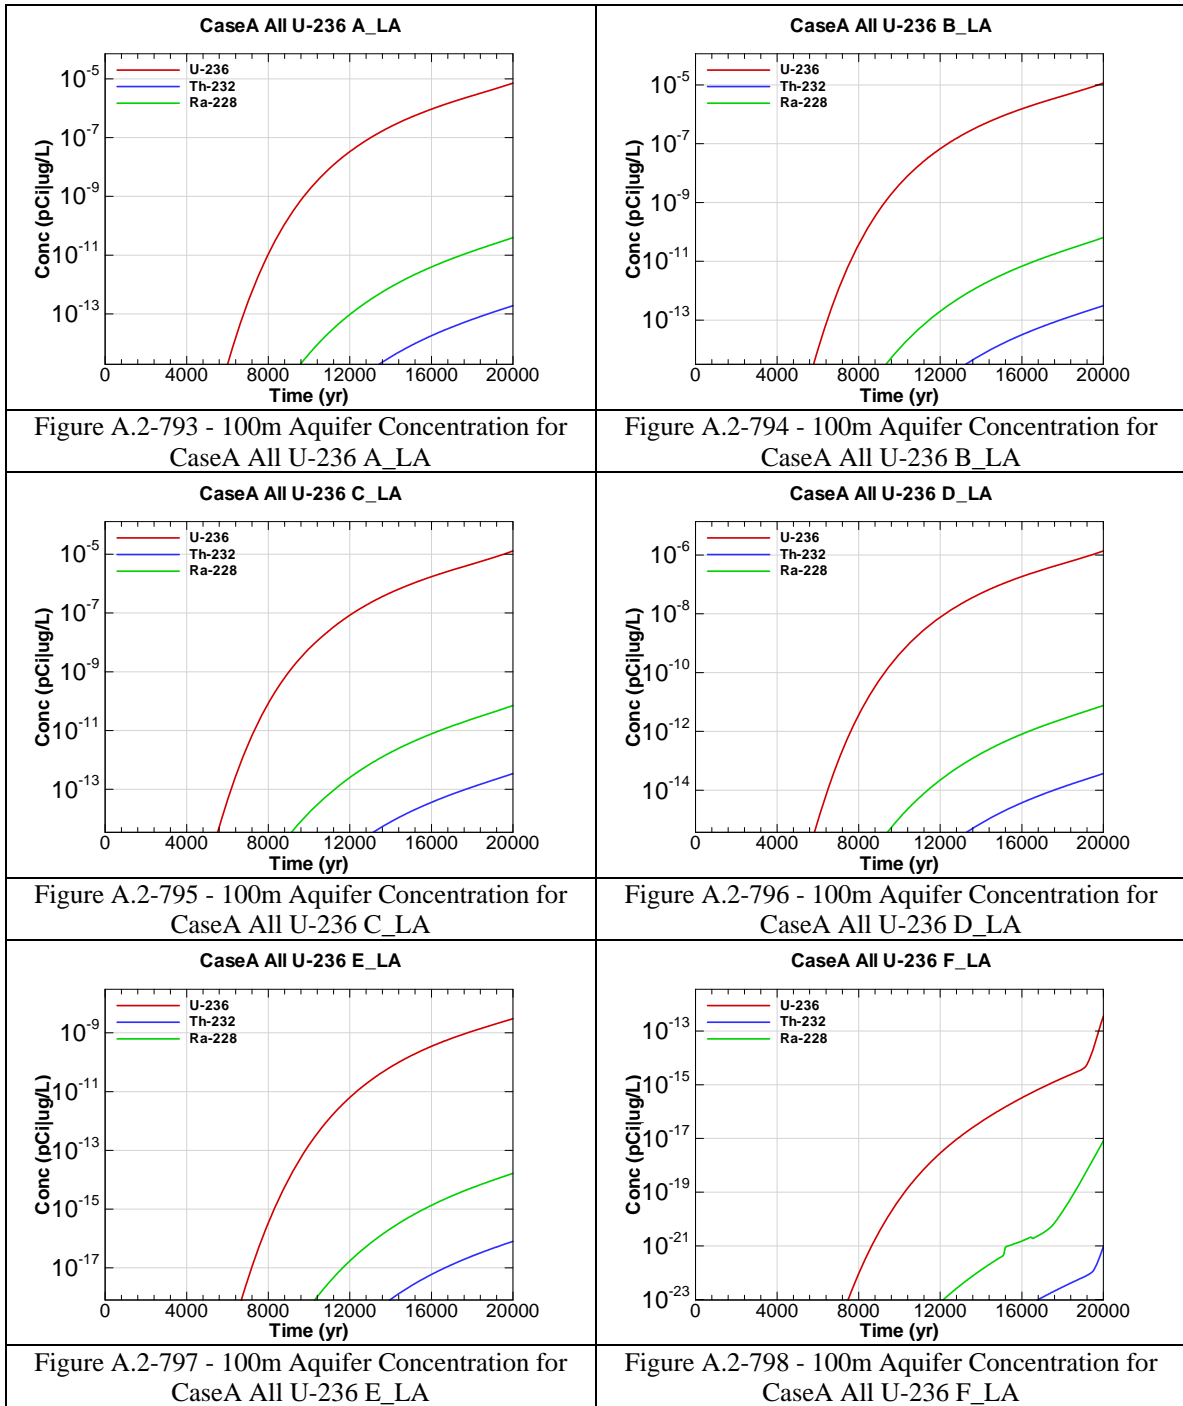 CaseA All U-236 A_LA
U-236
Th-232
Ra-228
10-5
10-7
10-9
10-11
10-13
Conc (pCi|ug/L)
0 4000 8000 12000 16000 20000
Time (yr)
Figure A.2-793 - 100m Aquifer Concentration for
CaseA All U-236 A_LA
CaseA All U-236 B_LA
U-236
Th-232
Ra-228
10-5
10-7
10-9
10-11
10-13
Conc (pCi|ug/L)
0 4000 8000 12000 16000 20000
Time (yr)
Figure A.2-794 - 100m Aquifer Concentration for
CaseA All U-236 B_LA
CaseA All U-236 C_LA
U-236
Th-232
Ra-228
10-5
10-7
10-9
10-11
10-13
Conc (pCi|ug/L)
0 4000 8000 12000 16000 20000
Time (yr)
Figure A.2-795 - 100m Aquifer Concentration for
CaseA All U-236 C_LA
CaseA All U-236 D_LA
U-236
Th-232
Ra-228
10-6
10-8
10-10
10-12
10-14
Conc (pCi|ug/L)
0 4000 8000 12000 16000 20000
Time (yr)
Figure A.2-796 - 100m Aquifer Concentration for
CaseA All U-236 D_LA
CaseA All U-236 E_LA
U-236
Th-232
Ra-228
10-9
10-11
10-13
10-15
10-17
Conc (pCi|ug/L)
0 4000 8000 12000 16000 20000
Time (yr)
Figure A.2-797 - 100m Aquifer Concentration for
CaseA All U-236 E_LA
CaseA All U-236 F_LA
U-236
Th-232
Ra-228
10-13
10-15
10-17
10-19
10-21
10-23
Conc (pCi|ug/L)
0 4000 8000 12000 16000 20000
Time (yr)
Figure A.2-798 - 100m Aquifer Concentration for
CaseA All U-236 F_LA